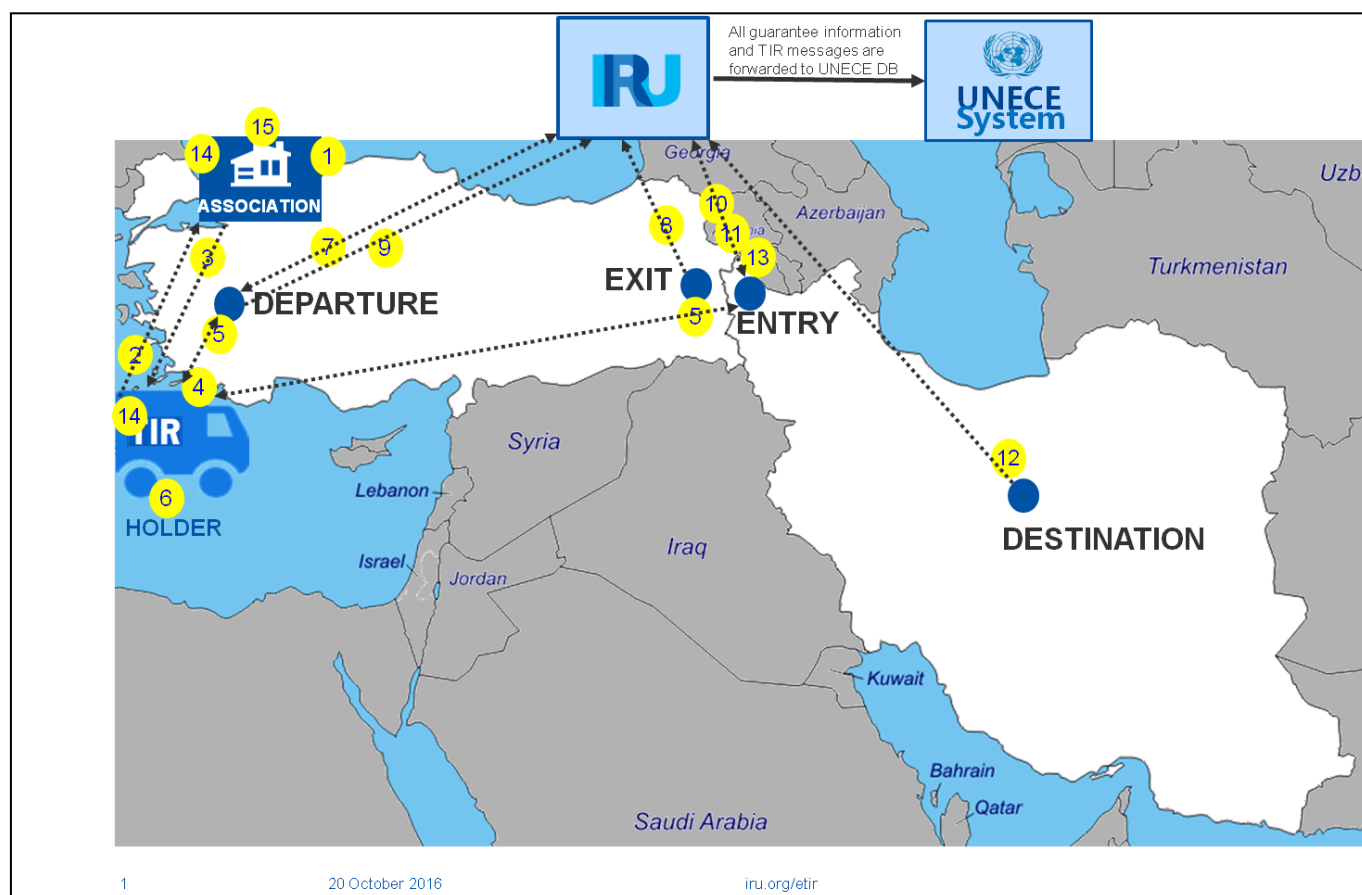 All guarantee information
and TIR messages are
forwarded to UNECE DB
IRU
UNECE
System
15
14
1
ASSOCIATION
Georgia
Uzb
Azerbaijan
10
8
11
7
9
3
13
Turkmenistan
EXIT
DEPARTURE
5
ENTRY
5
2
4
14
TIR
Syria
12
Lebanon
6
HOLDER
DESTINATION
Iraq
Israel
Jordan
Kuwait
Bahrain
Qatar
Saudi Arabia
1
20 October 2016
iru.org/etir